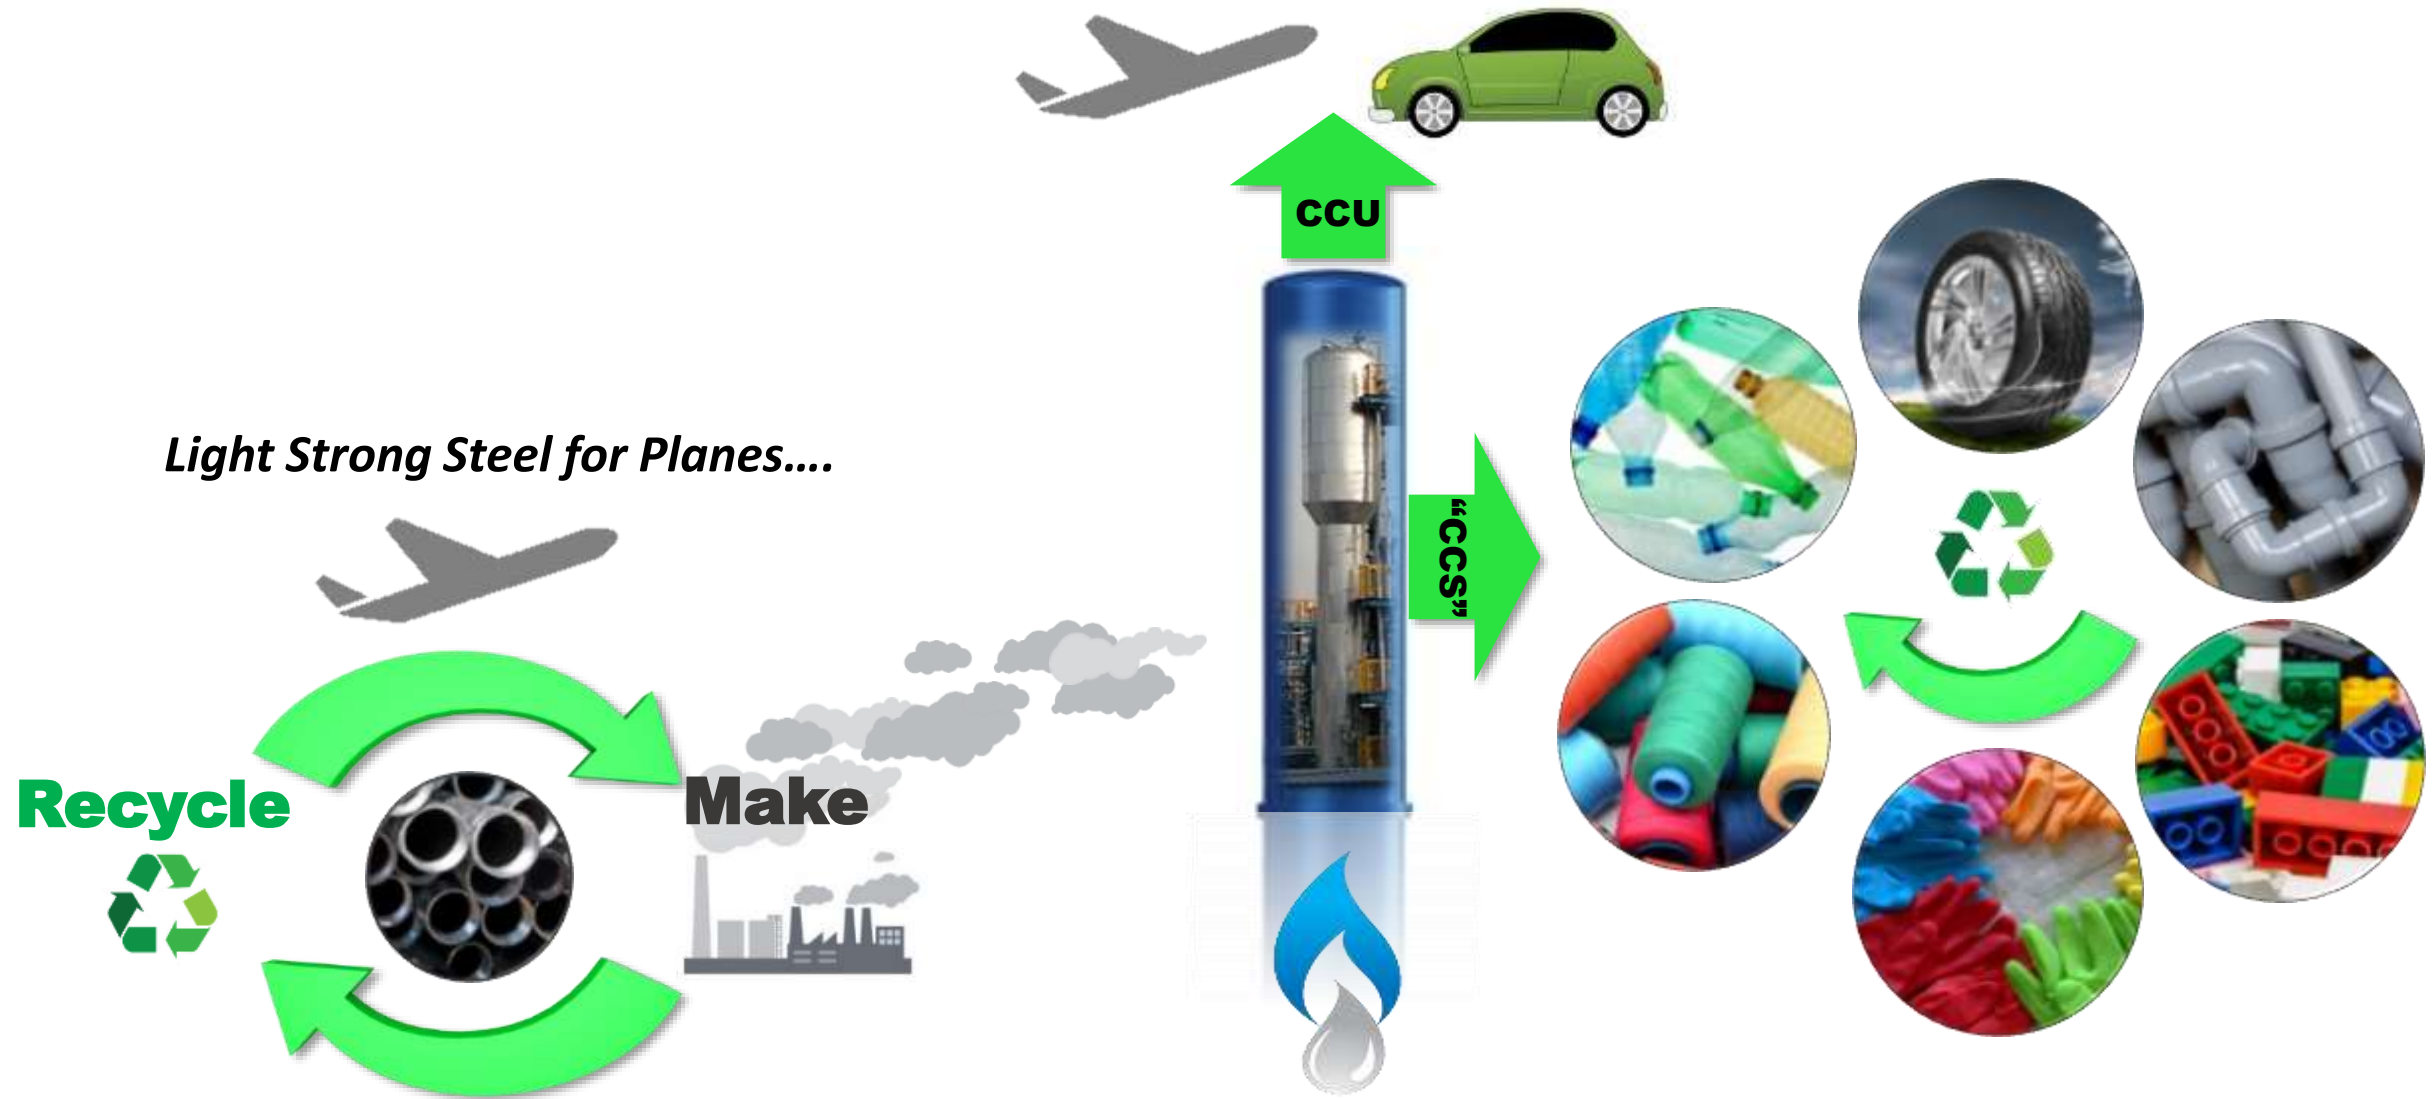 CCU
Light Strong Steel for Planes....
"CCS"
Recycle
Make